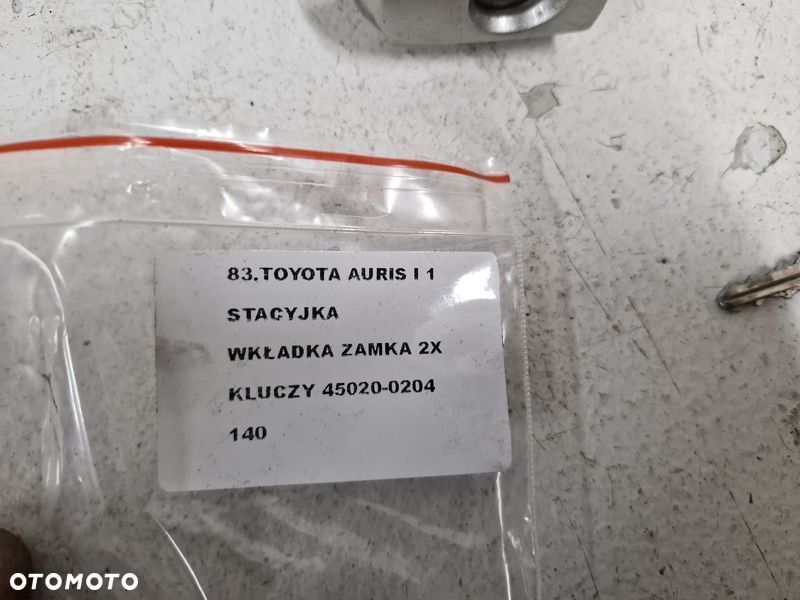 83.TOYOTA AURIS I 1
STACYJKA
WKŁADKA ZAMKA 2X
KLUCZY 45020-0204
140
OTOMOTO